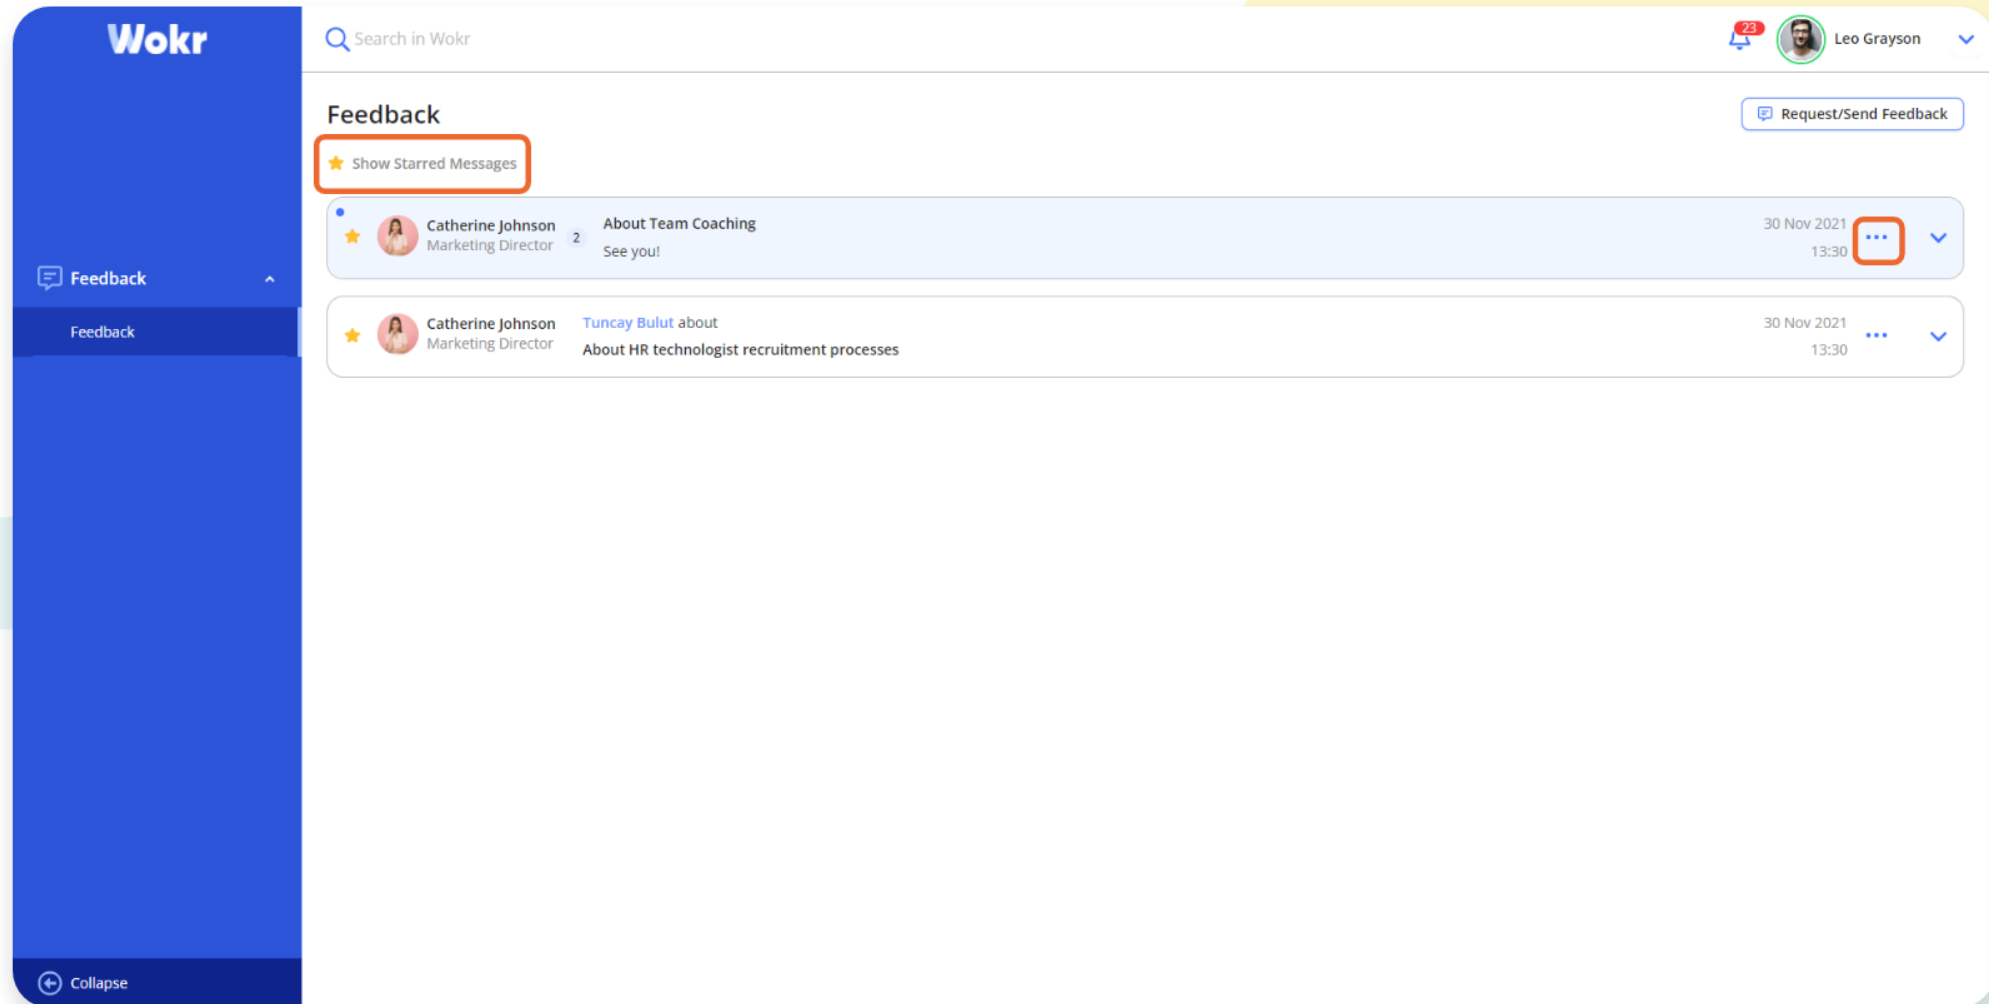 Wokr
Search in Wokr
23
Leo Grayson
Feedback
Request/Send Feedback
Show Starred Messages
Catherine Johnson
Marketing Director
2
About Team Coaching
See you!
30 Nov 2021
13:30
Catherine Johnson
Marketing Director
Tuncay Bulut about
About HR technologist recruitment processes
30 Nov 2021
13:30
Feedback
Feedback
Collapse